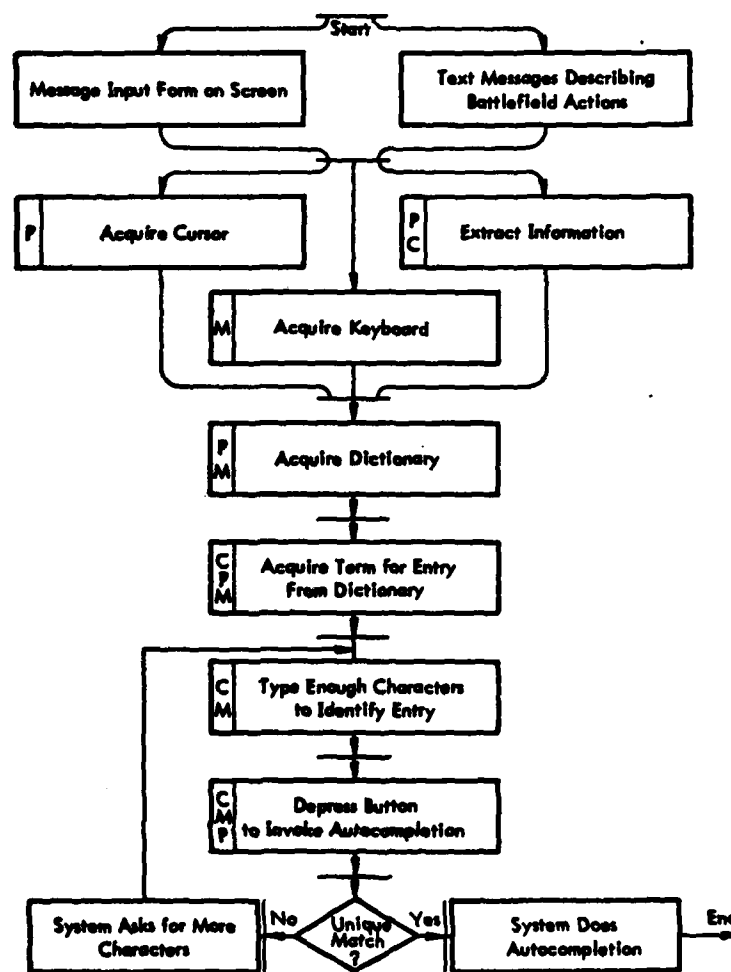 Start
Message Input Form on Screen
Text Messages Describing
Battlefield Actions
P
Acquire Cursor
P
C
Extract Information
M
Acquire Keyboard
P
M
Acquire Dictionary
C
P
M
Acquire Term for Entry
From Dictionary
C
M
Type Enough Characters
to Identify Entry
C
M
P
Depress Button
to Invoke Autocompletion
System Asks for More
Characters
No
Unique
Match
?
Yes
System Does
Autocompletion
End